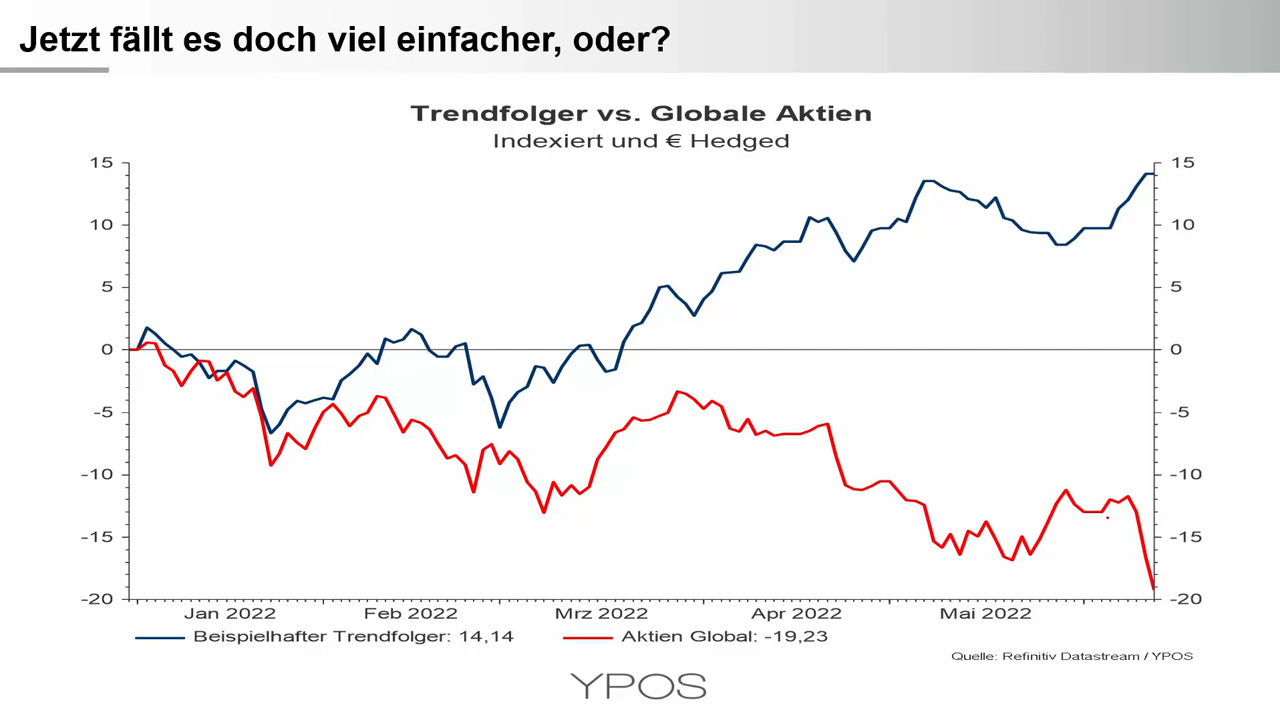 Jetzt fällt es doch viel einfacher, oder?
Trendfolger vs. Globale Aktien
Indexiert und € Hedged
15 15
10 10
5 5
0 0
-5 -5
-10 -10
-15 -15
-20 -20
Jan 2022 Feb 2022 Mrz 2022 Apr 2022 Mai 2022
Beispielhafter Trendfolger: 14,14 Aktien Global: -19,23
Quelle: Refinitiv Datastream / YPOS
YPOS